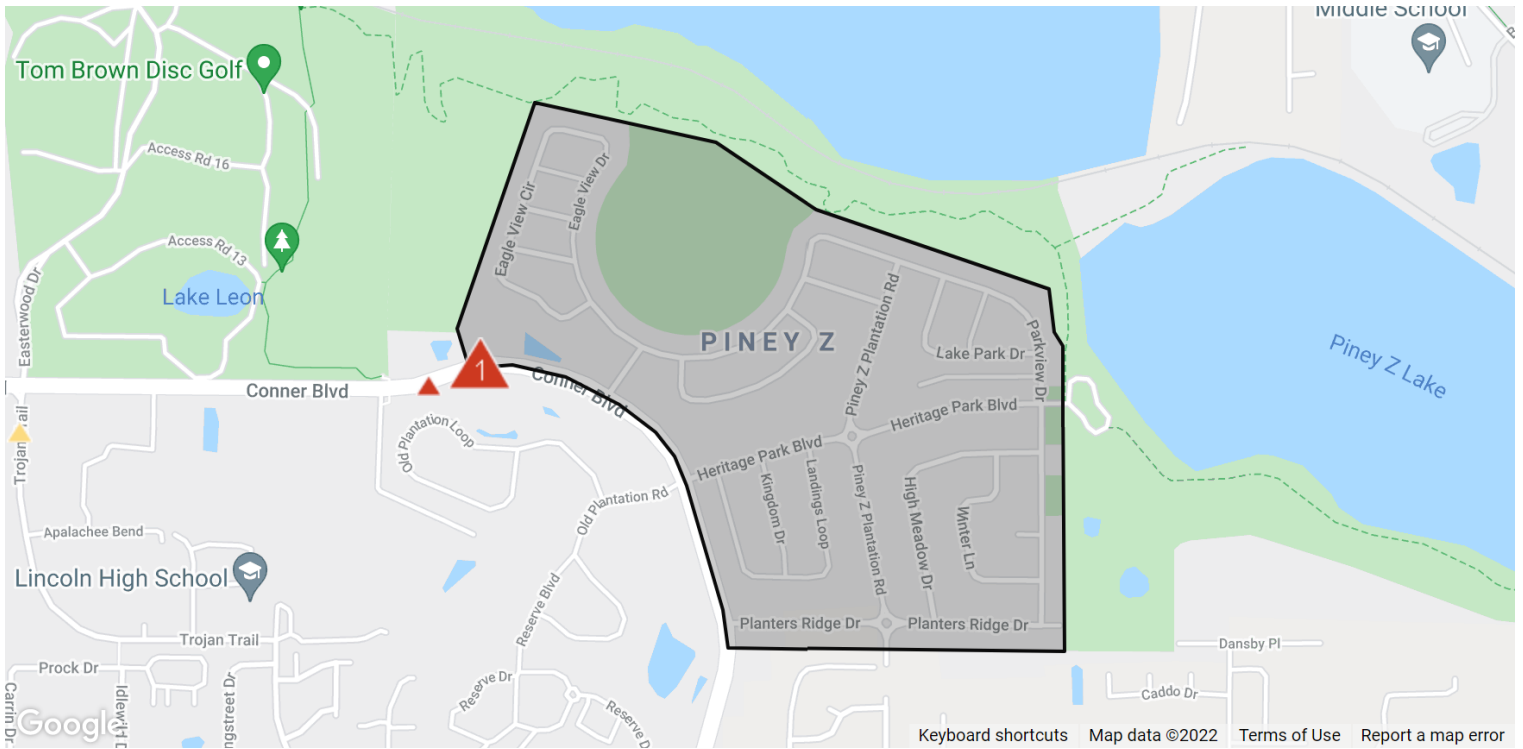 Middle School
Tom Brown Disc Golf
Access Rd 16
Eagle View Dr
Eagle View Cir
Access Rd 13
Lake Leon
Easterwood Dr
Piney Z Plantation Rd
PINEY Z
Parkview Dr
Lake Park Dr
Piney Z Lake
1
Conner Blvd
Conner Blvd
Trojan Trail
Old Plantation Loop
Heritage Park Blvd
Heritage Park Blvd
Old Plantation Rd
Kingdom Dr
Landings Loop
Piney Z Plantation Rd
High Meadow Dr
Winter Ln
Apalachee Bend
Lincoln High School
Reserve Blvd
Trojan Trail
Planters Ridge Dr
Planters Ridge Dr
Dansby Pl
Prock Dr
Reserve Dr
Caddo Dr
Carrin Dr
ngstreet Dr
Reserve D
Google
Keyboard shortcuts
Map data ©2022
Terms of Use
Report a map error